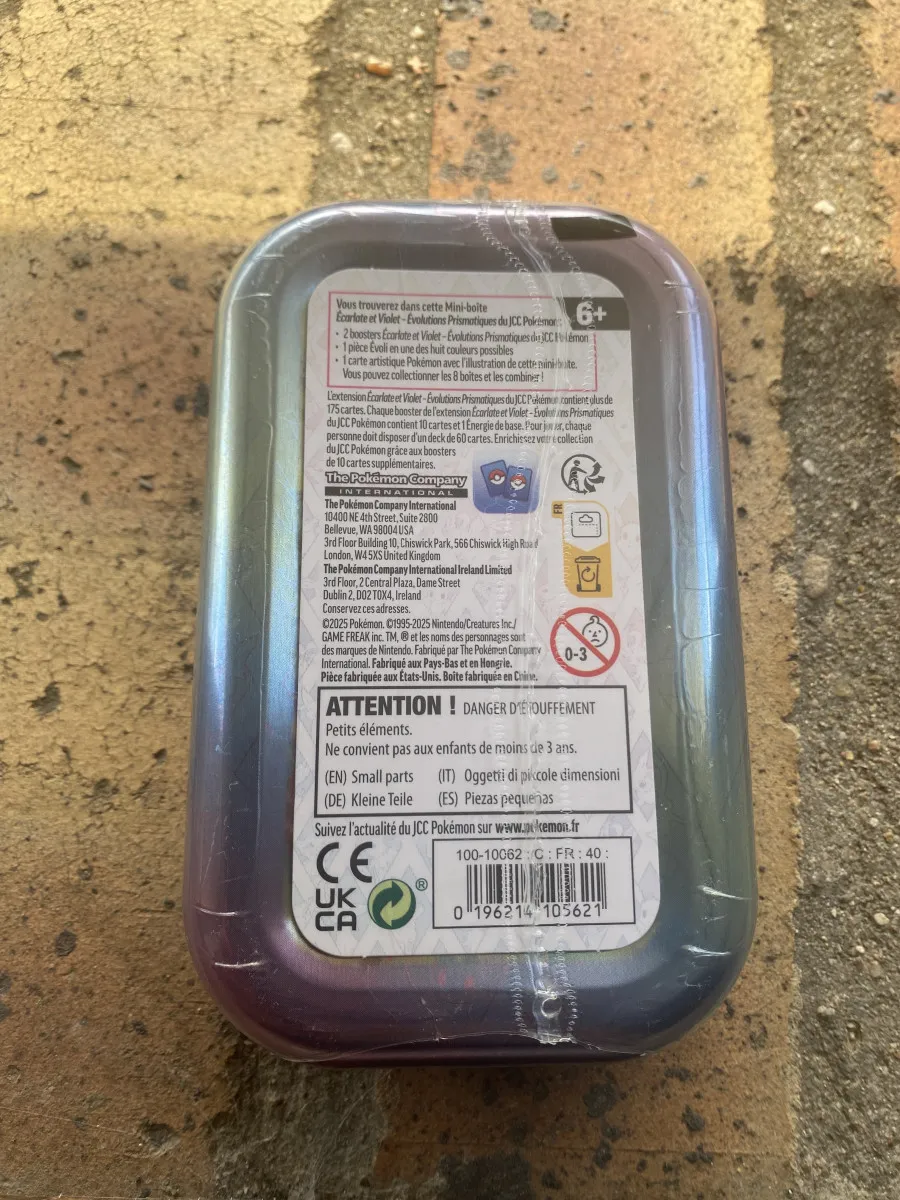 Vous trouverez dans cette Mini-boîte
Écarlate et Violet – Évolutions Prismatiques du JCC Pokémon :
6+
• 2 boosters Écarlate et Violet – Évolutions Prismatiques du JCC Pokémon
• 1 pièce Évoli en une des huit couleurs possibles
• 1 carte artistique Pokémon avec l'illustration de cette mini-boîte.
Vous pouvez collectionner les 8 boîtes et les combiner !
L'extension Écarlate et Violet – Évolutions Prismatiques du JCC Pokémon contient plus de
175 cartes. Chaque booster de l'extension Écarlate et Violet – Évolutions Prismatiques
du JCC Pokémon contient 10 cartes et 1 Énergie de base. Pour jouer, chaque
personne doit disposer d'un deck de 60 cartes. Enrichissez votre collection
du JCC Pokémon grâce aux boosters
de 10 cartes supplémentaires.
The Pokémon Company
INTERNATIONAL
The Pokémon Company International
10400 NE 4th Street, Suite 2800
Bellevue, WA 98004 USA
3rd Floor Building 10, Chiswick Park, 566 Chiswick High Road
London, W4 5XS United Kingdom
The Pokémon Company International Ireland Limited
3rd Floor, 2 Central Plaza, Dame Street
Dublin 2, D02 T0X4, Ireland
Conservez ces adresses.
FR
©2025 Pokémon. ©1995-2025 Nintendo/Creatures Inc./
GAME FREAK inc. TM, ® et les noms des personnages sont
des marques de Nintendo. Fabriqué par The Pokémon Company
International. Fabriqué aux Pays-Bas et en Hongrie.
Pièce fabriquée aux États-Unis. Boîte fabriquée en Chine.
0-3
ATTENTION ! DANGER D'ÉTOUFFEMENT
Petits éléments.
Ne convient pas aux enfants de moins de 3 ans.
(EN) Small parts (IT) Oggetti di piccole dimensioni
(DE) Kleine Teile (ES) Piezas pequeñas
Suivez l'actualité du JCC Pokémon sur www.pokemon.fr
CE
UK
CA
®
100-10062 : C : FR : 40 :
0 196214 105621